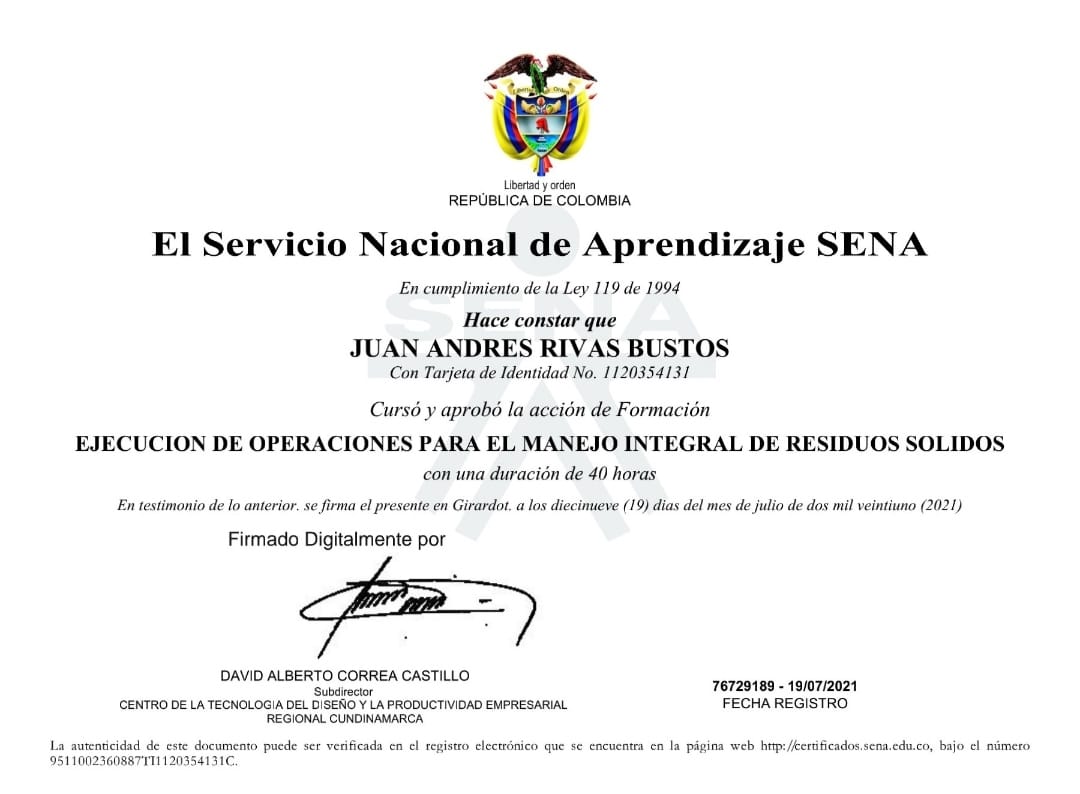 Libertad y Orden
Libertad y orden
REPÚBLICA DE COLOMBIA
El Servicio Nacional de Aprendizaje SENA
En cumplimiento de la Ley 119 de 1994
SENA
Hace constar que
JUAN ANDRES RIVAS BUSTOS
Con Tarjeta de Identidad No. 1120354131
Cursó y aprobó la acción de Formación
EJECUCION DE OPERACIONES PARA EL MANEJO INTEGRAL DE RESIDUOS SOLIDOS
con una duración de 40 horas
En testimonio de lo anterior. se firma el presente en Girardot. a los diecinueve (19) dias del mes de julio de dos mil veintiuno (2021)
Firmado Digitalmente por
DAVID ALBERTO CORREA CASTILLO
Subdirector
CENTRO DE LA TECNOLOGIA DEL DISEÑO Y LA PRODUCTIVIDAD EMPRESARIAL
REGIONAL CUNDINAMARCA
76729189 - 19/07/2021
FECHA REGISTRO
La autenticidad de este documento puede ser verificada en el registro electrónico que se encuentra en la página web http://certificados.sena.edu.co, bajo el número
9511002360887TI1120354131C.